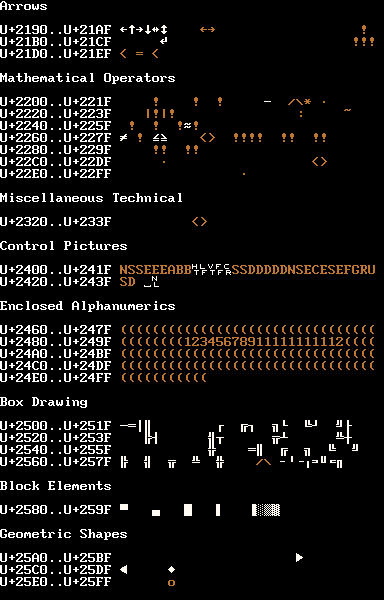 Arrows
U+2190..U+21AF ←↑→↓↔↕ <->
U+21B0..U+21CF ↵ !
U+21D0..U+21EF < = <
Mathematical Operators
U+2200..U+221F ! ! ! − /\* ·
U+2220..U+223F |!|! : ~
U+2240..U+225F ! ! !≈!
U+2260..U+227F ≠ ! ≤≥ <> !!!! !! !!
U+2280..U+229F !! !!
U+22C0..U+22DF · <>
U+22E0..U+22FF ·
Miscellaneous Technical
U+2320..U+233F <>
Control Pictures
U+2400..U+241F NSSEEEABB␉␊␋␌␍SSDDDDDNSECESEFGRU
U+2420..U+243F SD ␤
Enclosed Alphanumerics
U+2460..U+247F ((((((((((((((((((((((((((((((((
U+2480..U+249F ((((((((12345678911111111112((((
U+24A0..U+24BF ((((((((((((((((((((((((((((((((
U+24C0..U+24DF ((((((((((((((((((((((((((((((((
U+24E0..U+24FF (((((((((((
Box Drawing
U+2500..U+251F
U+2520..U+253F
U+2540..U+255F
U+2560..U+257F
Block Elements
U+2580..U+259F ▀ ▄ █ ▌ ▐░▒▓
Geometric Shapes
U+25A0..U+25BF ▶
U+25C0..U+25DF ◀ ◆
U+25E0..U+25FF o